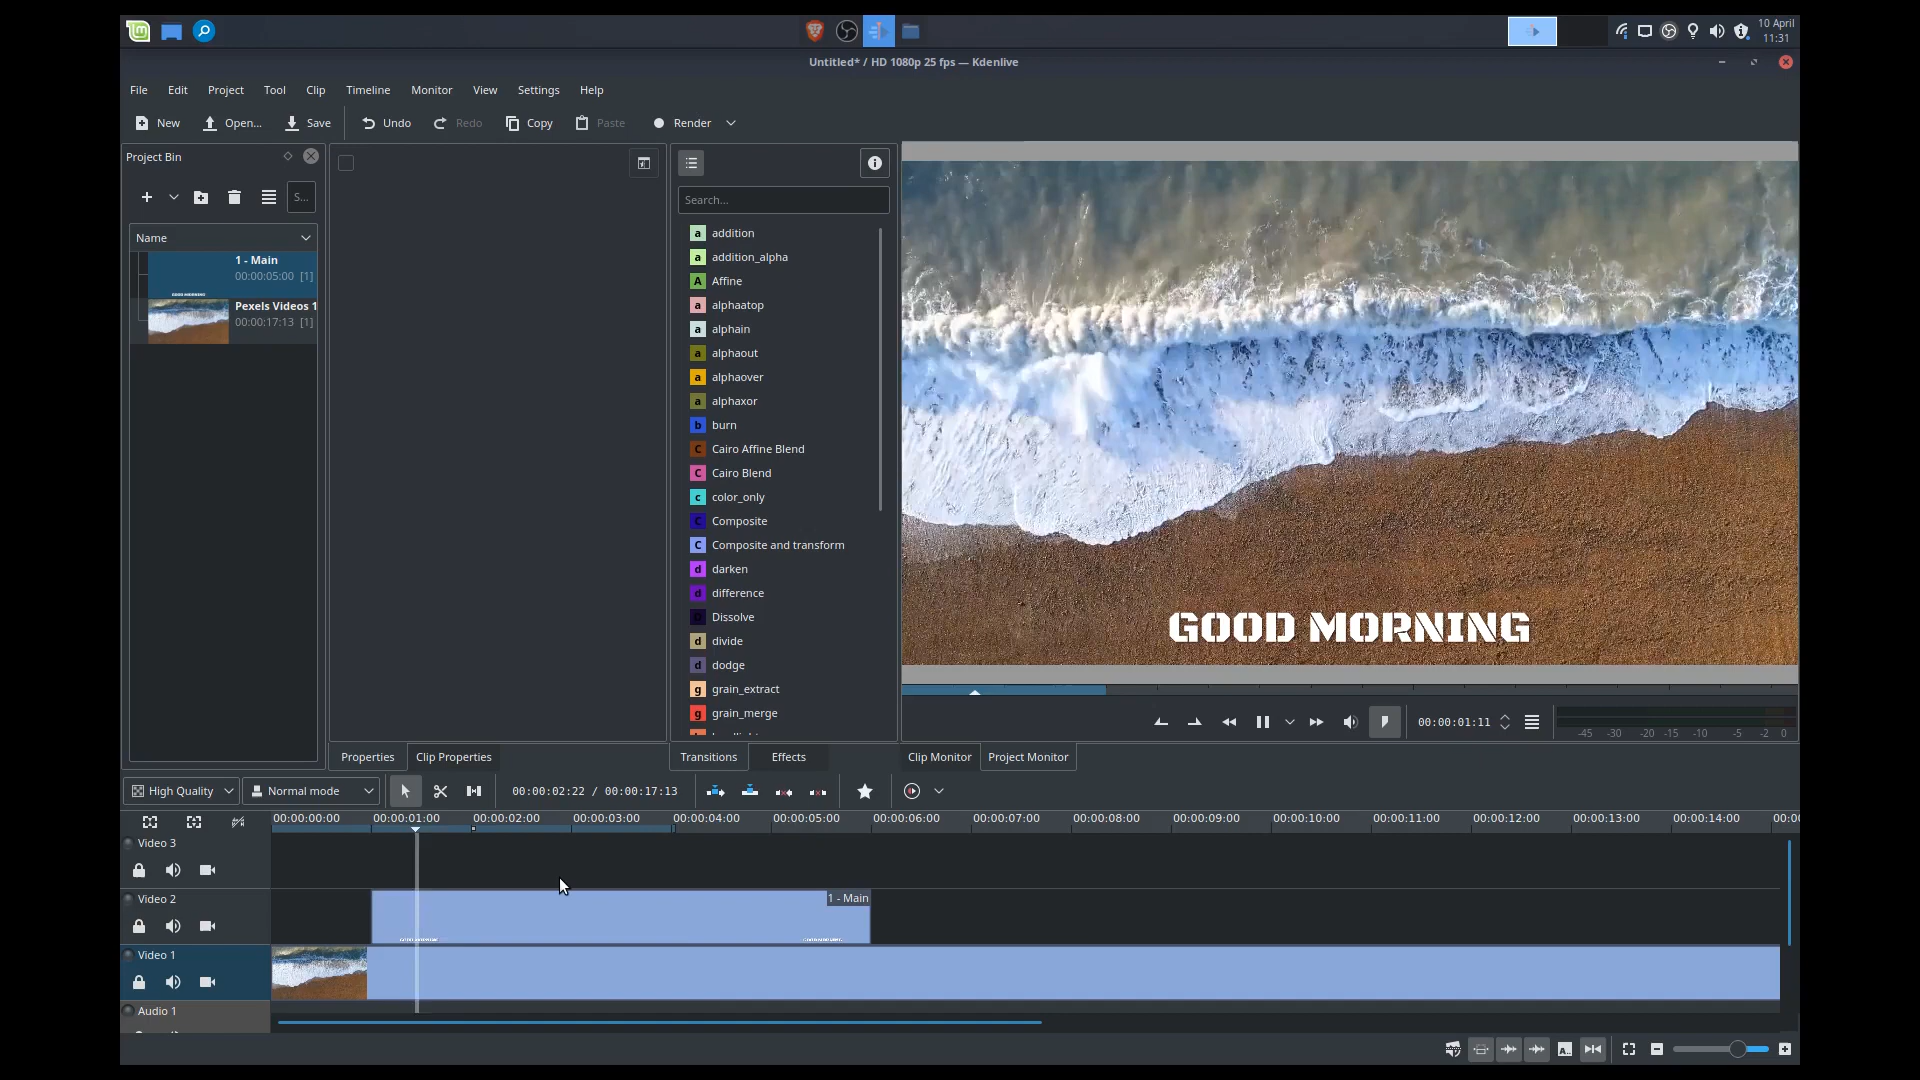 10 April
11:31
Untitled* / HD 1080p 25 fps — Kdenlive
File Edit Project Tool Clip Timeline Monitor View Settings Help
New Open... Save Undo Redo Copy Paste Render
Project Bin
S...
Name
1 - Main
00:00:05:00 [1]
Pexels Videos 1
00:00:17:13 [1]
Search...
a addition
a addition_alpha
A Affine
a alphaatop
a alphain
a alphaout
a alphaover
a alphaxor
b burn
C Cairo Affine Blend
C Cairo Blend
c color_only
C Composite
C Composite and transform
d darken
d difference
D Dissolve
d divide
d dodge
g grain_extract
g grain_merge
GOOD MORNING
00:00:01:11
-45 -30 -20 -15 -10 -5 -2 0
Properties Clip Properties Transitions Effects Clip Monitor Project Monitor
High Quality Normal mode 00:00:02:22 / 00:00:17:13
00:00:00:00 00:00:01:00 00:00:02:00 00:00:03:00 00:00:04:00 00:00:05:00 00:00:06:00 00:00:07:00 00:00:08:00 00:00:09:00 00:00:10:00 00:00:11:00 00:00:12:00 00:00:13:00 00:00:14:00
Video 3
Video 2
1 - Main
GOOD MORNING GOOD MORNING
Video 1
Audio 1